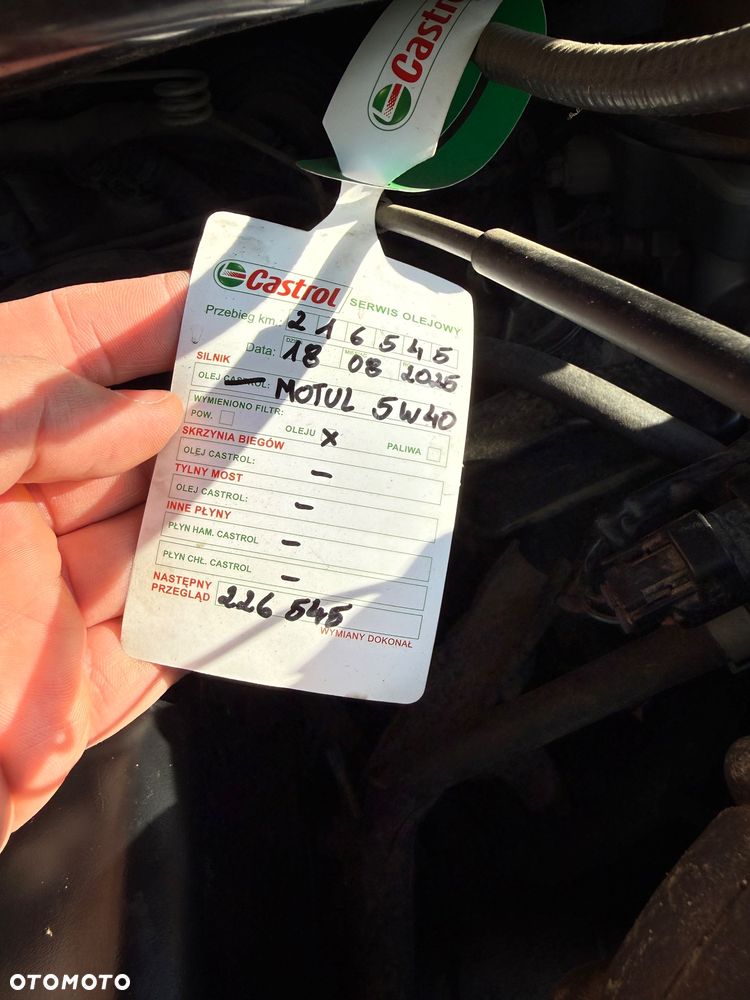 Castrol
Castrol
SERWIS OLEJOWY
Przebieg km.: 216545
Data: 18 08 2025
SILNIK
OLEJ CASTROL: MOTUL 5W40
WYMIENIONO FILTR:
POW. OLEJU X PALIWA
SKRZYNIA BIEGÓW
OLEJ CASTROL: -
TYLNY MOST
OLEJ CASTROL: -
INNE PŁYNY
PŁYN HAM. CASTROL -
PŁYN CHŁ. CASTROL -
NASTĘPNY
PRZEGLĄD 226 545
WYMIANY DOKONAŁ
OTOMOTO